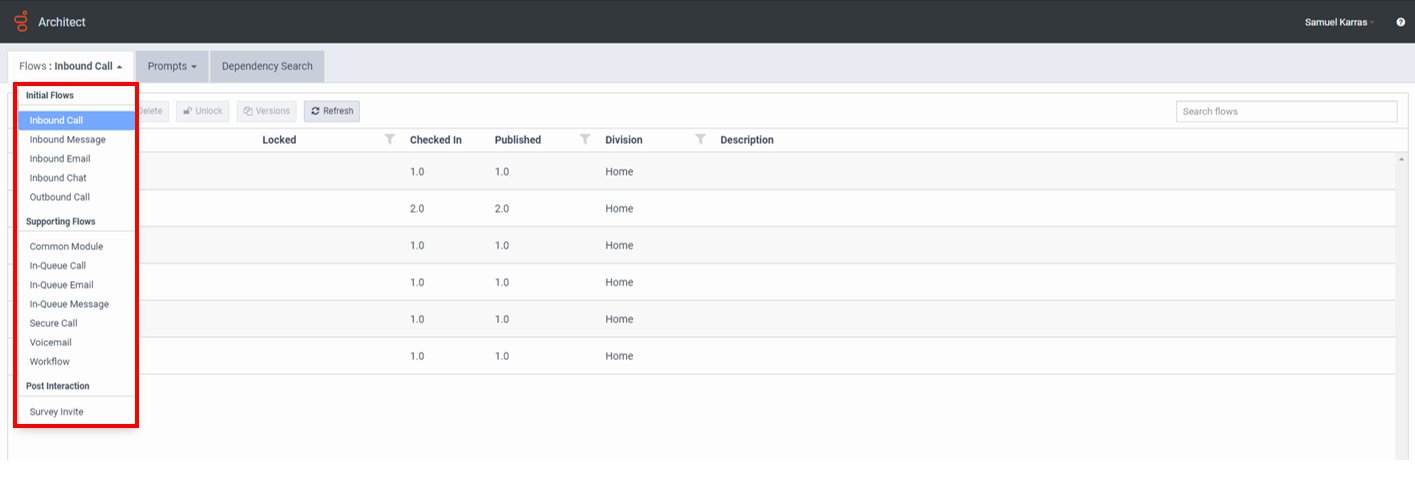 Architect
Samuel Karras
Flows : Inbound Call
Prompts
Dependency Search
Initial Flows
Inbound Call
Inbound Message
Inbound Email
Inbound Chat
Outbound Call
Supporting Flows
Common Module
In-Queue Call
In-Queue Email
In-Queue Message
Secure Call
Voicemail
Workflow
Post Interaction
Survey Invite
Delete Unlock Versions Refresh
Search flows
Locked Checked In Published Division Description
1.0 1.0 Home
2.0 2.0 Home
1.0 1.0 Home
1.0 1.0 Home
1.0 1.0 Home
1.0 1.0 Home